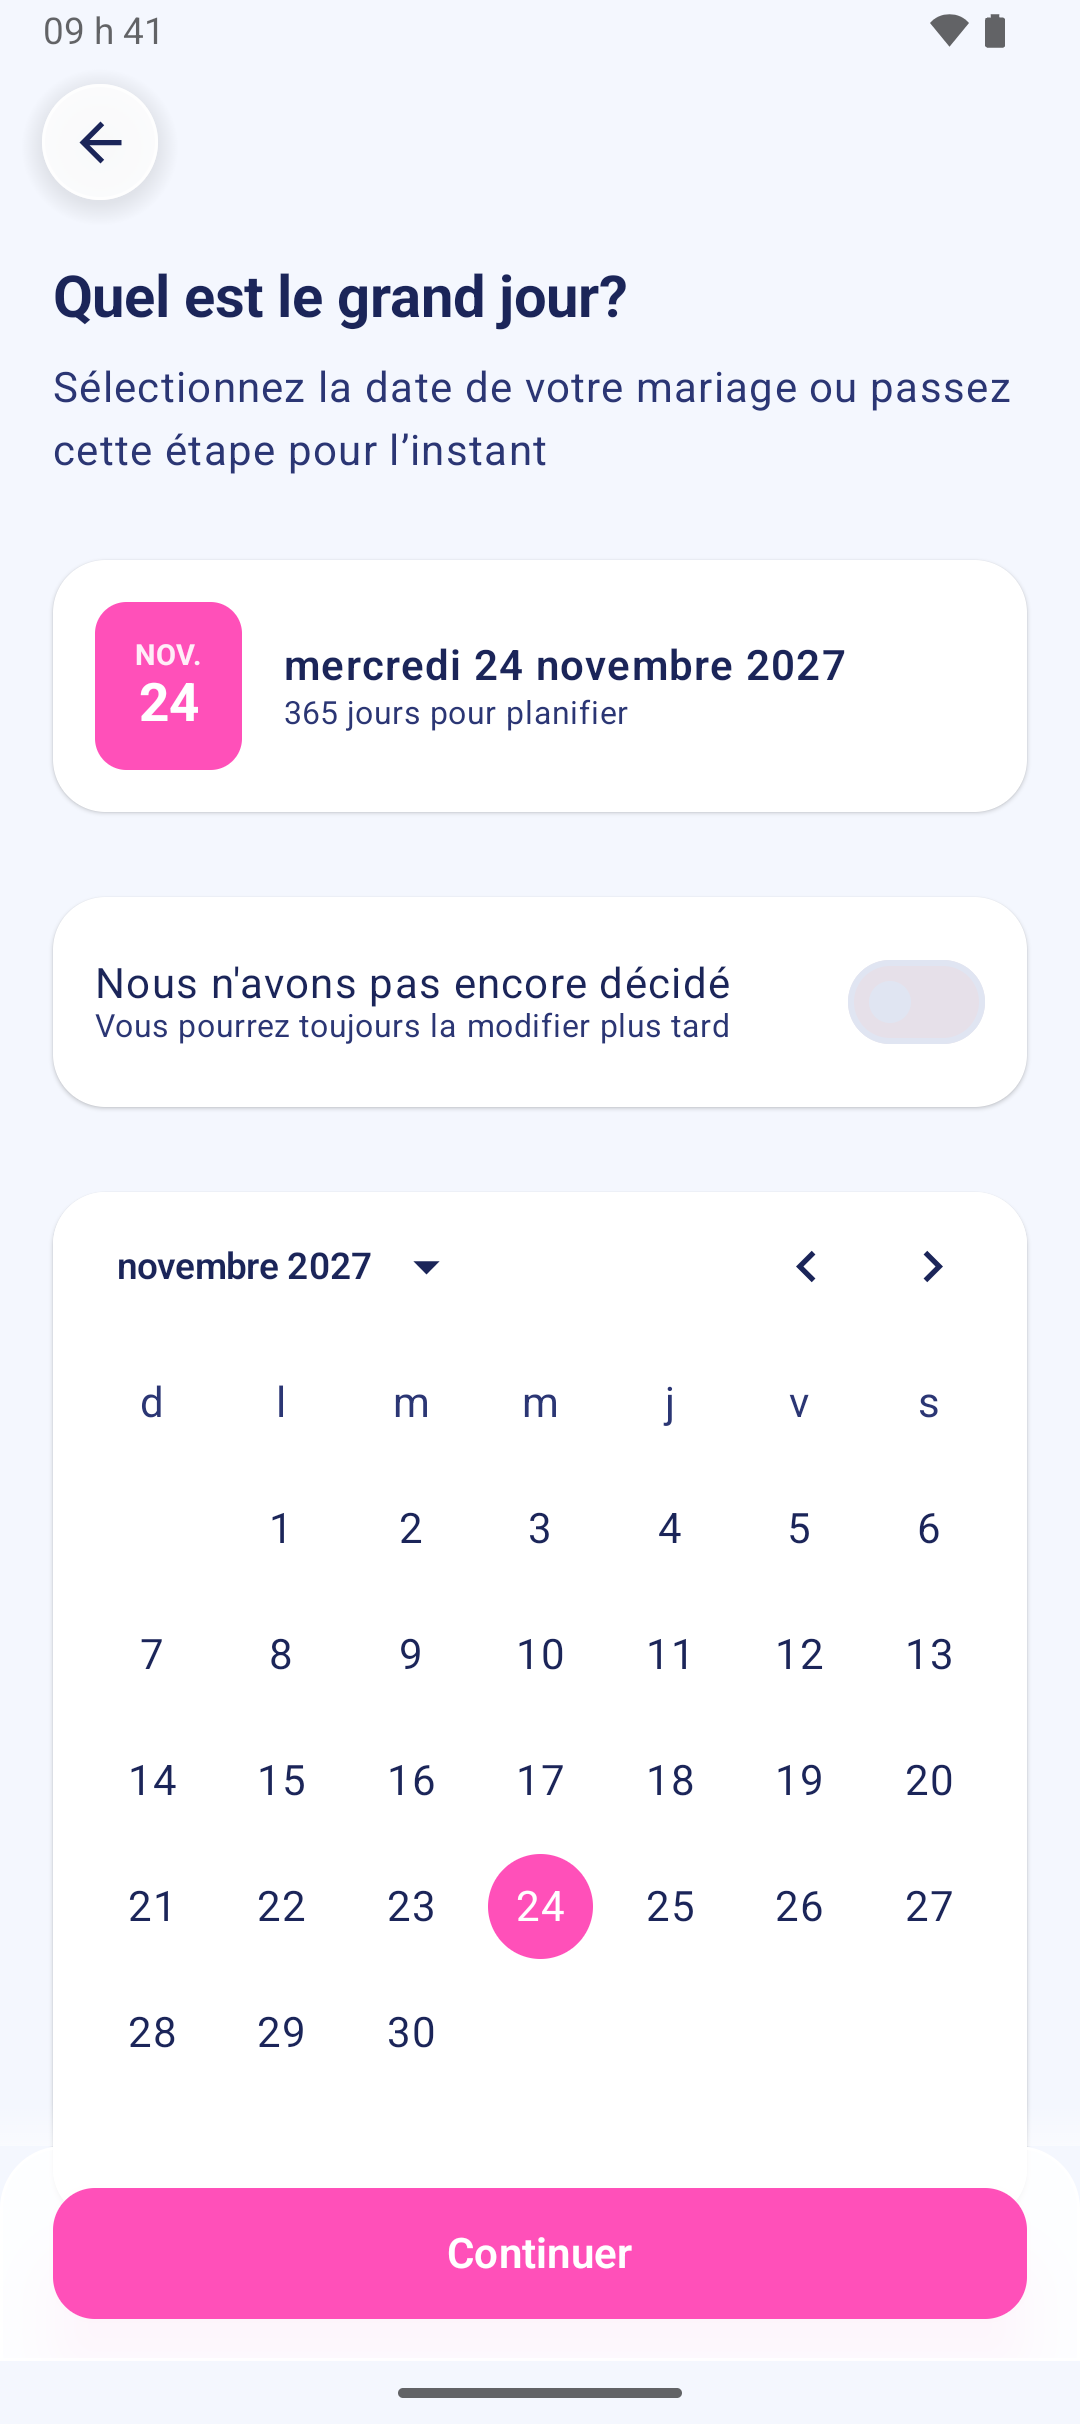 09 h 41
Quel est le grand jour?
Sélectionnez la date de votre mariage ou passez
cette étape pour l’instant
NOV.
24
mercredi 24 novembre 2027
365 jours pour planifier
Nous n'avons pas encore décidé
Vous pourrez toujours la modifier plus tard
novembre 2027
d l m m j v s
1 2 3 4 5 6
7 8 9 10 11 12 13
14 15 16 17 18 19 20
21 22 23 24 25 26 27
28 29 30
Continuer